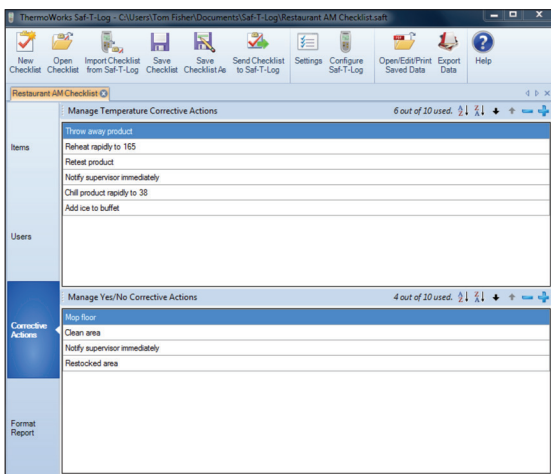 ThermoWorks Saf-T-Log - C:\Users\Tom Fisher\Documents\Saf-T-Log\Restaurant AM Checklist.saft
New Checklist
Open Checklist
Import Checklist from Saf-T-Log
Save Checklist
Save Checklist As
Send Checklist to Saf-T-Log
Settings
Configure Saf-T-Log
Open/Edit/Print Saved Data
Export Data
Help
Restaurant AM Checklist
Items
Users
Corrective Actions
Format Report
Manage Temperature Corrective Actions 6 out of 10 used.
Throw away product
Reheat rapidly to 165
Retest product
Notify supervisor immediately
Chill product rapidly to 38
Add ice to buffet
Manage Yes/No Corrective Actions 4 out of 10 used.
Mop floor
Clean area
Notify supervisor immediately
Restocked area